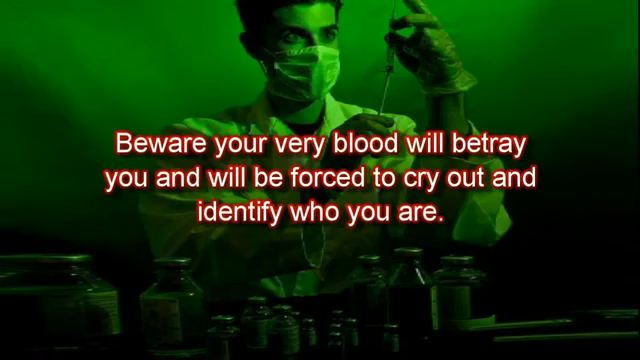 Beware your very blood will betray
you and will be forced to cry out and
identify who you are.